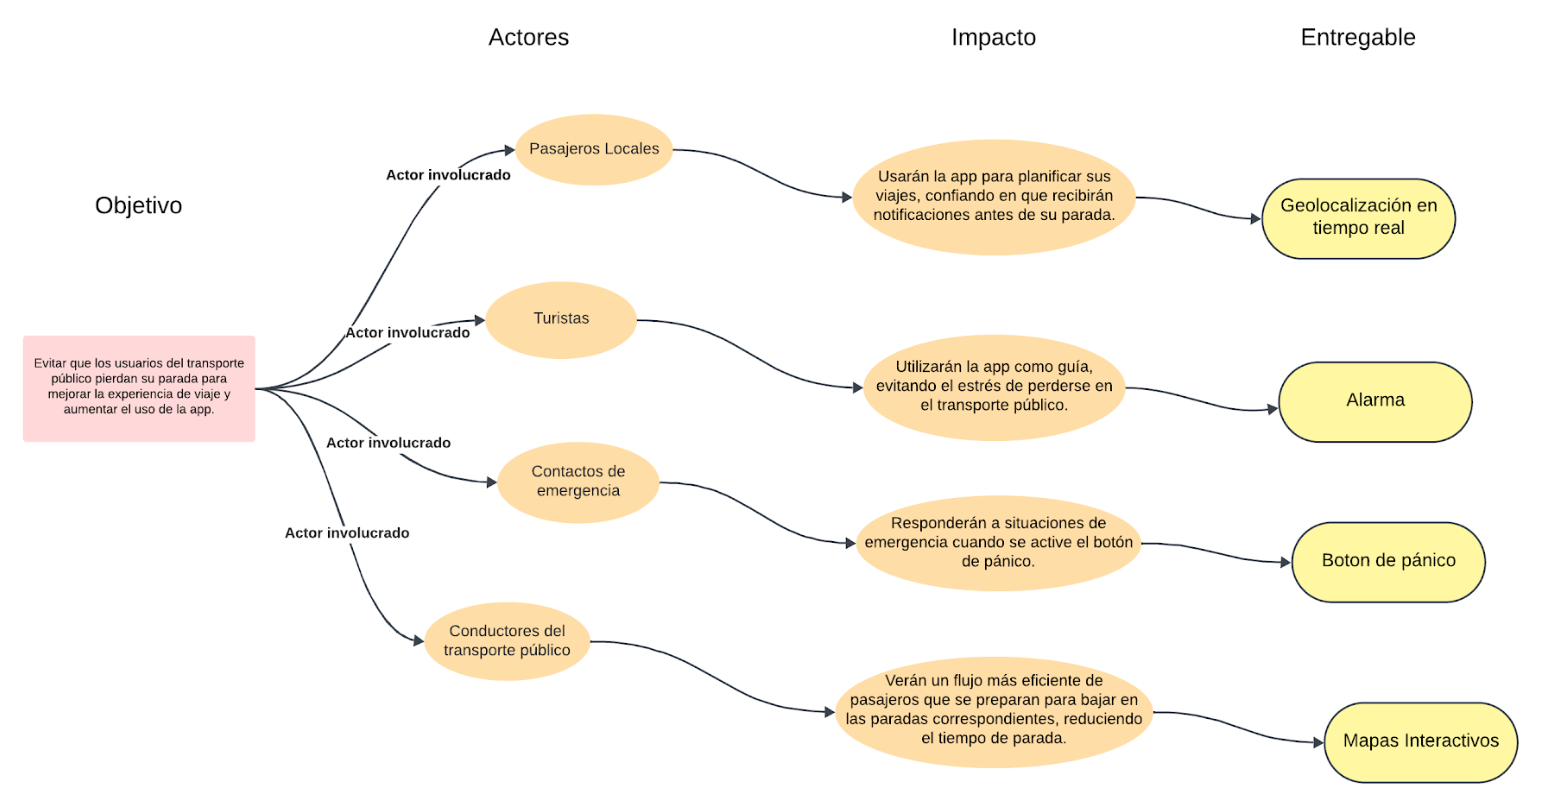 Actores
Impacto
Entregable
Objetivo
Evitar que los usuarios del transporte
público pierdan su parada para
mejorar la experiencia de viaje y
aumentar el uso de la app.
Actor involucrado
Pasajeros Locales
Usarán la app para planificar sus
viajes, confiando en que recibirán
notificaciones antes de su parada.
Geolocalización en
tiempo real
Actor involucrado
Turistas
Utilizarán la app como guía,
evitando el estrés de perderse en
el transporte público.
Alarma
Actor involucrado
Contactos de
emergencia
Responderán a situaciones de
emergencia cuando se active el botón
de pánico.
Boton de pánico
Actor involucrado
Conductores del
transporte público
Verán un flujo más eficiente de
pasajeros que se preparan para bajar en
las paradas correspondientes, reduciendo
el tiempo de parada.
Mapas Interactivos